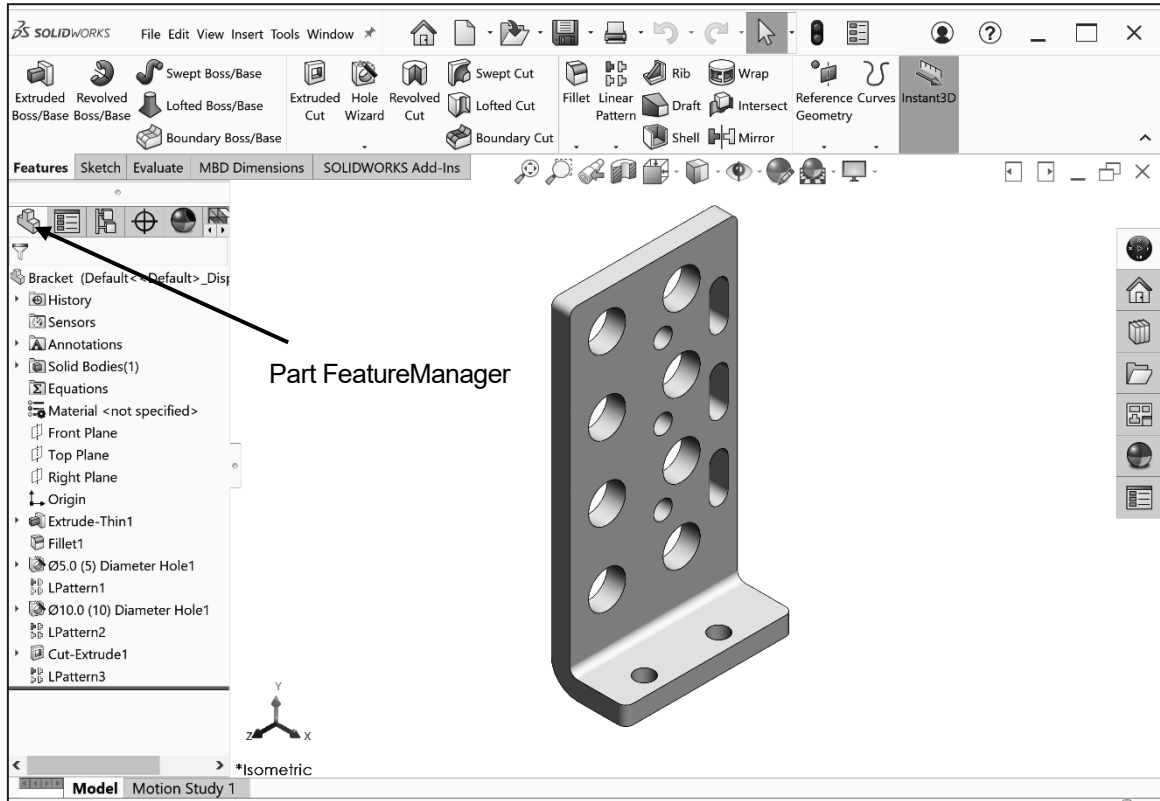 SOLIDWORKS File Edit View Insert Tools Window
Swept Boss/Base Swept Cut Rib Wrap
Extruded Revolved Lofted Boss/Base Extruded Hole Revolved Lofted Cut Fillet Linear Draft Intersect Reference Curves Instant3D
Boss/Base Boss/Base Cut Wizard Cut Pattern Geometry
Boundary Boss/Base Boundary Cut Shell Mirror
Features Sketch Evaluate MBD Dimensions SOLIDWORKS Add-Ins
Bracket (Default<<Default>_Disp
History
Sensors
Annotations
Solid Bodies(1)
Equations
Material <not specified>
Front Plane
Top Plane
Right Plane
Origin
Extrude-Thin1
Fillet1
Ø5.0 (5) Diameter Hole1
LPattern1
Ø10.0 (10) Diameter Hole1
LPattern2
Cut-Extrude1
LPattern3
Part FeatureManager
Y
Z X
*Isometric
Model Motion Study 1